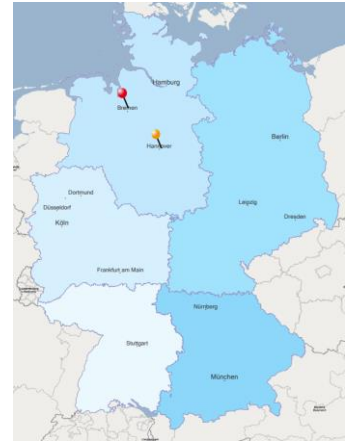 Hamburg
Bremen
Hannover
Berlin
Dortmund
Düsseldorf
Leipzig
Köln
Dresden
Frankfurt am Main
Nürnberg
Stuttgart
München